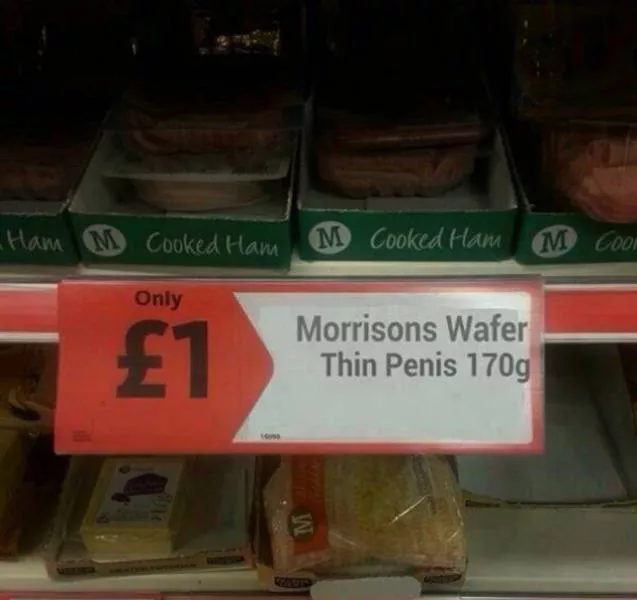 Ham
M Cooked Ham
M Cooked Ham
M Coo
Only
£1
Morrisons Wafer
Thin Penis 170g
M